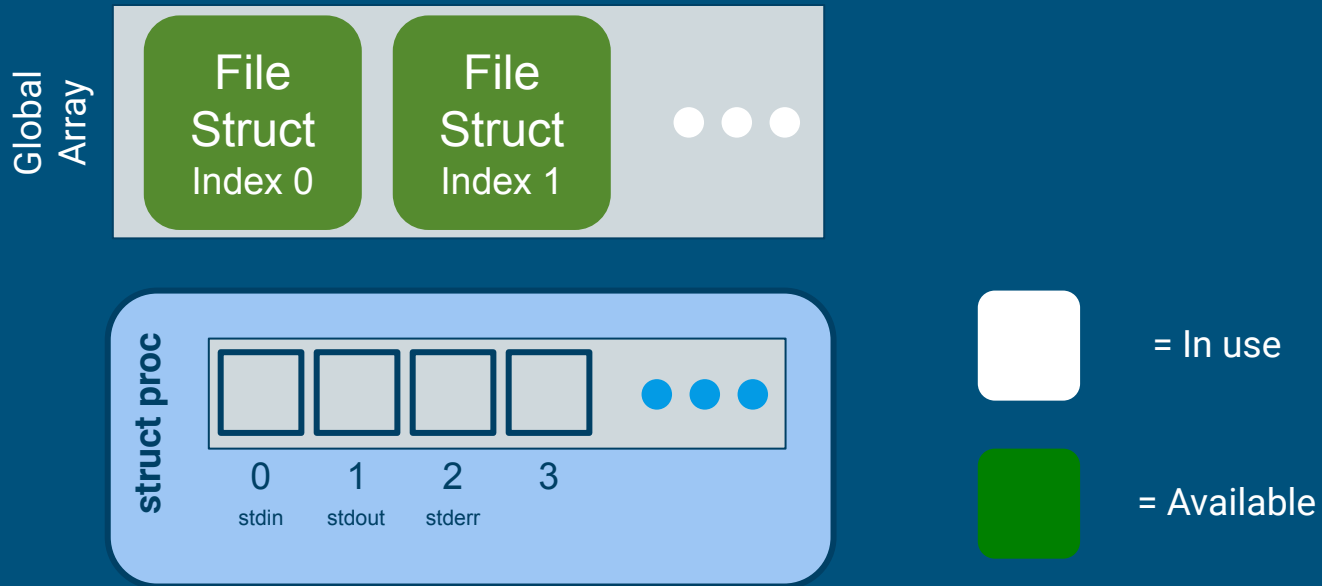 Global
Array
File
Struct
Index 0
File
Struct
Index 1
struct proc
0
1
2
3
stdin
stdout
stderr
= In use
= Available